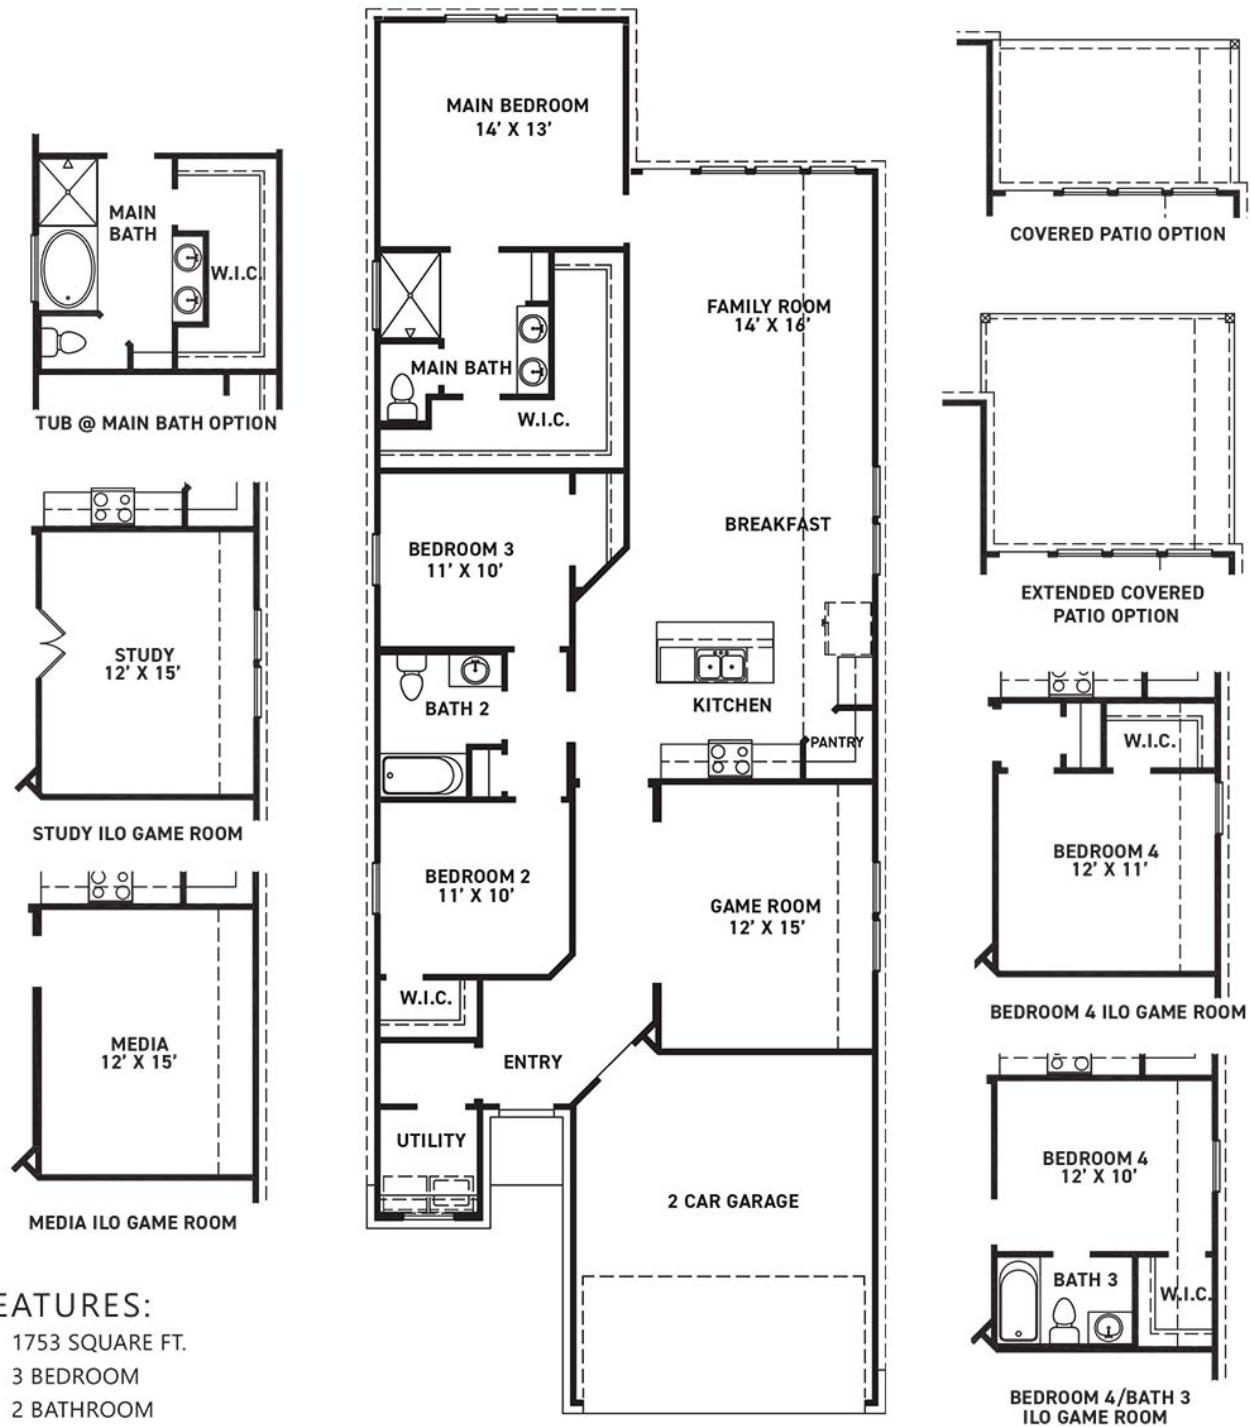 MAIN BEDROOM
14' X 13'
FAMILY ROOM
14' X 16'
MAIN BATH
W.I.C.
BREAKFAST
BEDROOM 3
11' X 10'
BATH 2
KITCHEN
PANTRY
BEDROOM 2
11' X 10'
GAME ROOM
12' X 15'
W.I.C.
ENTRY
UTILITY
2 CAR GARAGE
MAIN
BATH
W.I.C.
TUB @ MAIN BATH OPTION
STUDY
12' X 15'
STUDY ILO GAME ROOM
MEDIA
12' X 15'
MEDIA ILO GAME ROOM
EATURES:
1753 SQUARE FT.
3 BEDROOM
2 BATHROOM
COVERED PATIO OPTION
EXTENDED COVERED
PATIO OPTION
W.I.C.
BEDROOM 4
12' X 11'
BEDROOM 4 ILO GAME ROOM
BEDROOM 4
12' X 10'
BATH 3
W.I.C.
BEDROOM 4/BATH 3
ILO GAME ROOM